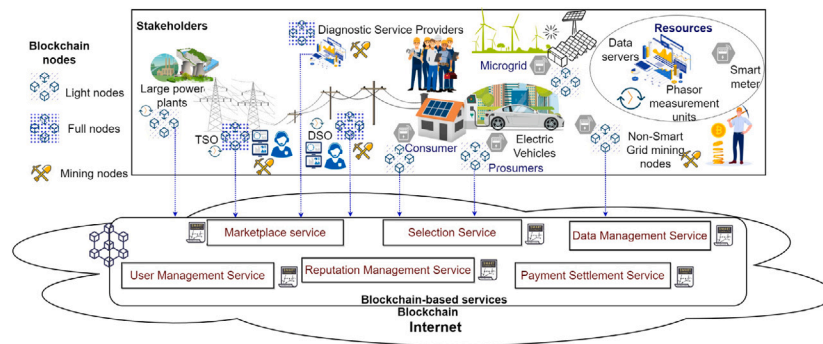 Blockchain
nodes
Light nodes
Full nodes
Mining nodes
Stakeholders
Large power
plants
TSO
Diagnostic Service Providers
DSO
Microgrid
Consumer
Prosumers
Electric
Vehicles
Resources
Data
servers
Phasor
measurement
units
Smart
meter
Non-Smart
Grid mining
nodes
Marketplace service
Selection Service
Data Management Service
User Management Service
Reputation Management Service
Payment Settlement Service
Blockchain-based services
Blockchain
Internet